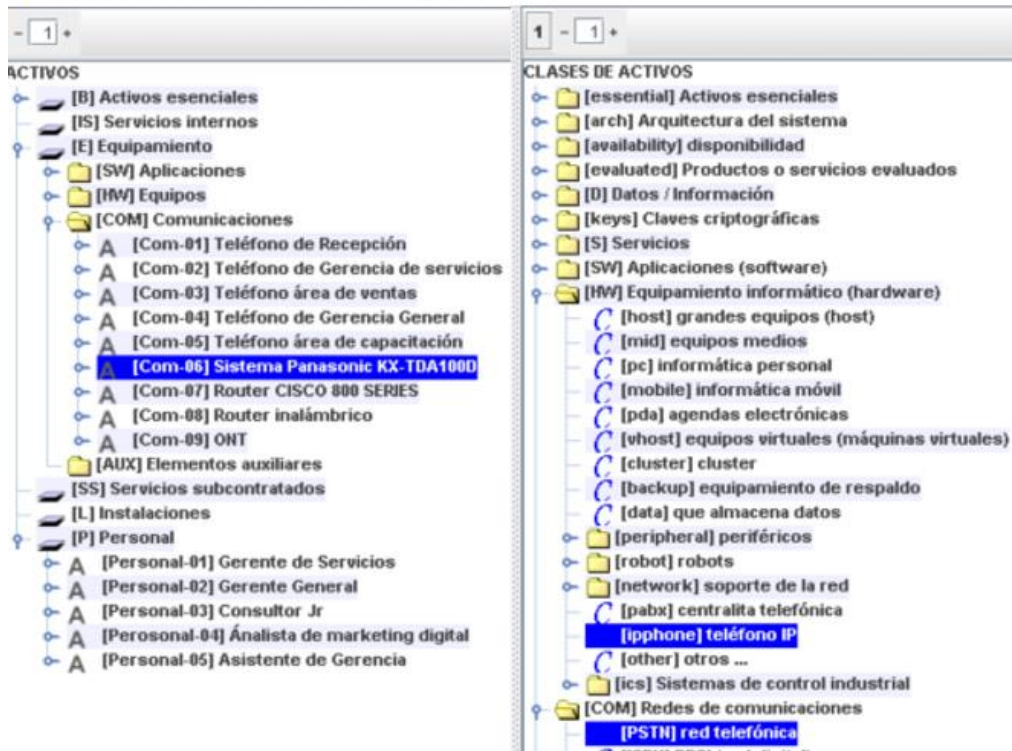 - 1 +
ACTIVOS
[B] Activos esenciales
[IS] Servicios internos
[E] Equipamiento
[SW] Aplicaciones
[HW] Equipos
[COM] Comunicaciones
A [Com-01] Teléfono de Recepción
A [Com-02] Teléfono de Gerencia de servicios
A [Com-03] Teléfono área de ventas
A [Com-04] Teléfono de Gerencia General
A [Com-05] Teléfono área de capacitación
A [Com-06] Sistema Panasonic KX-TDA100D
A [Com-07] Router CISCO 800 SERIES
A [Com-08] Router inalámbrico
A [Com-09] ONT
[AUX] Elementos auxiliares
[SS] Servicios subcontratados
[L] Instalaciones
[P] Personal
A [Personal-01] Gerente de Servicios
A [Personal-02] Gerente General
A [Personal-03] Consultor Jr
A [Perosonal-04] Ánalista de marketing digital
A [Personal-05] Asistente de Gerencia
1 - 1 +
CLASES DE ACTIVOS
[essential] Activos esenciales
[arch] Arquitectura del sistema
[availability] disponibilidad
[evaluated] Productos o servicios evaluados
[D] Datos / Información
[keys] Claves criptográficas
[S] Servicios
[SW] Aplicaciones (software)
[HW] Equipamiento informático (hardware)
C [host] grandes equipos (host)
C [mid] equipos medios
C [pc] informática personal
C [mobile] informática móvil
C [pda] agendas electrónicas
C [vhost] equipos virtuales (máquinas virtuales)
C [cluster] cluster
C [backup] equipamiento de respaldo
C [data] que almacena datos
[peripheral] periféricos
[robot] robots
[network] soporte de la red
C [pabx] centralita telefónica
[ipphone] teléfono IP
C [other] otros ...
[ics] Sistemas de control industrial
[COM] Redes de comunicaciones
[PSTN] red telefónica